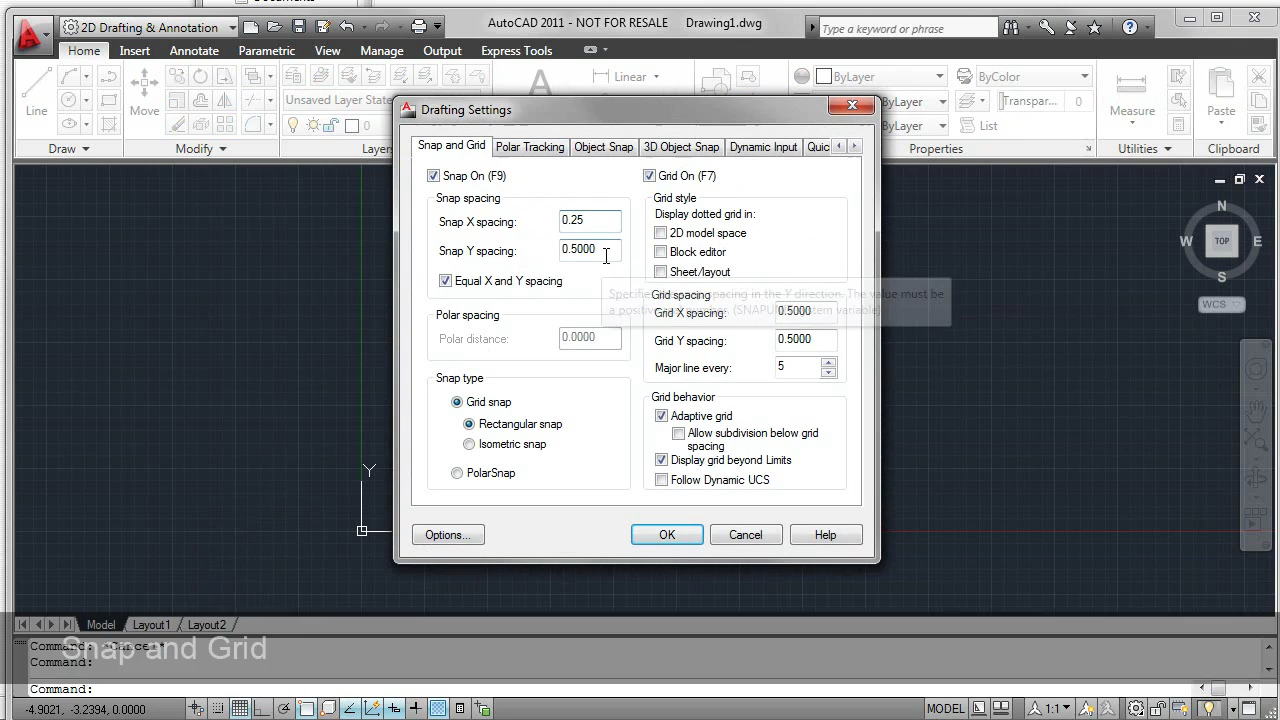 Documents
2D Drafting & Annotation
AutoCAD 2011 - NOT FOR RESALE Drawing1.dwg
Type a keyword or phrase
Home Insert Annotate Parametric View Manage Output Express Tools
Line
Move
Unsaved Layer State
0
A
Linear
ByLayer
ByLayer
ByLayer
ByColor
Transpar... 0
List
Measure
Paste
Draw Modify Layers Properties Utilities Clipboard
Drafting Settings
Snap and Grid Polar Tracking Object Snap 3D Object Snap Dynamic Input Quic
Snap On (F9)
Snap spacing
Snap X spacing: 0.25
Snap Y spacing: 0.5000
Equal X and Y spacing
Polar spacing
Polar distance: 0.0000
Snap type
Grid snap
Rectangular snap
Isometric snap
PolarSnap
Grid On (F7)
Grid style
Display dotted grid in:
2D model space
Block editor
Sheet/layout
Grid spacing
Grid X spacing: 0.5000
Grid Y spacing: 0.5000
Major line every: 5
Grid behavior
Adaptive grid
Allow subdivision below grid
spacing
Display grid beyond Limits
Follow Dynamic UCS
Options... OK Cancel Help
N
W TOP E
S
WCS
Y
Model Layout1 Layout2
Command: *Cancel*
Command:
Snap and Grid
Command:
-4.9021, -3.2394, 0.0000
MODEL
1:1